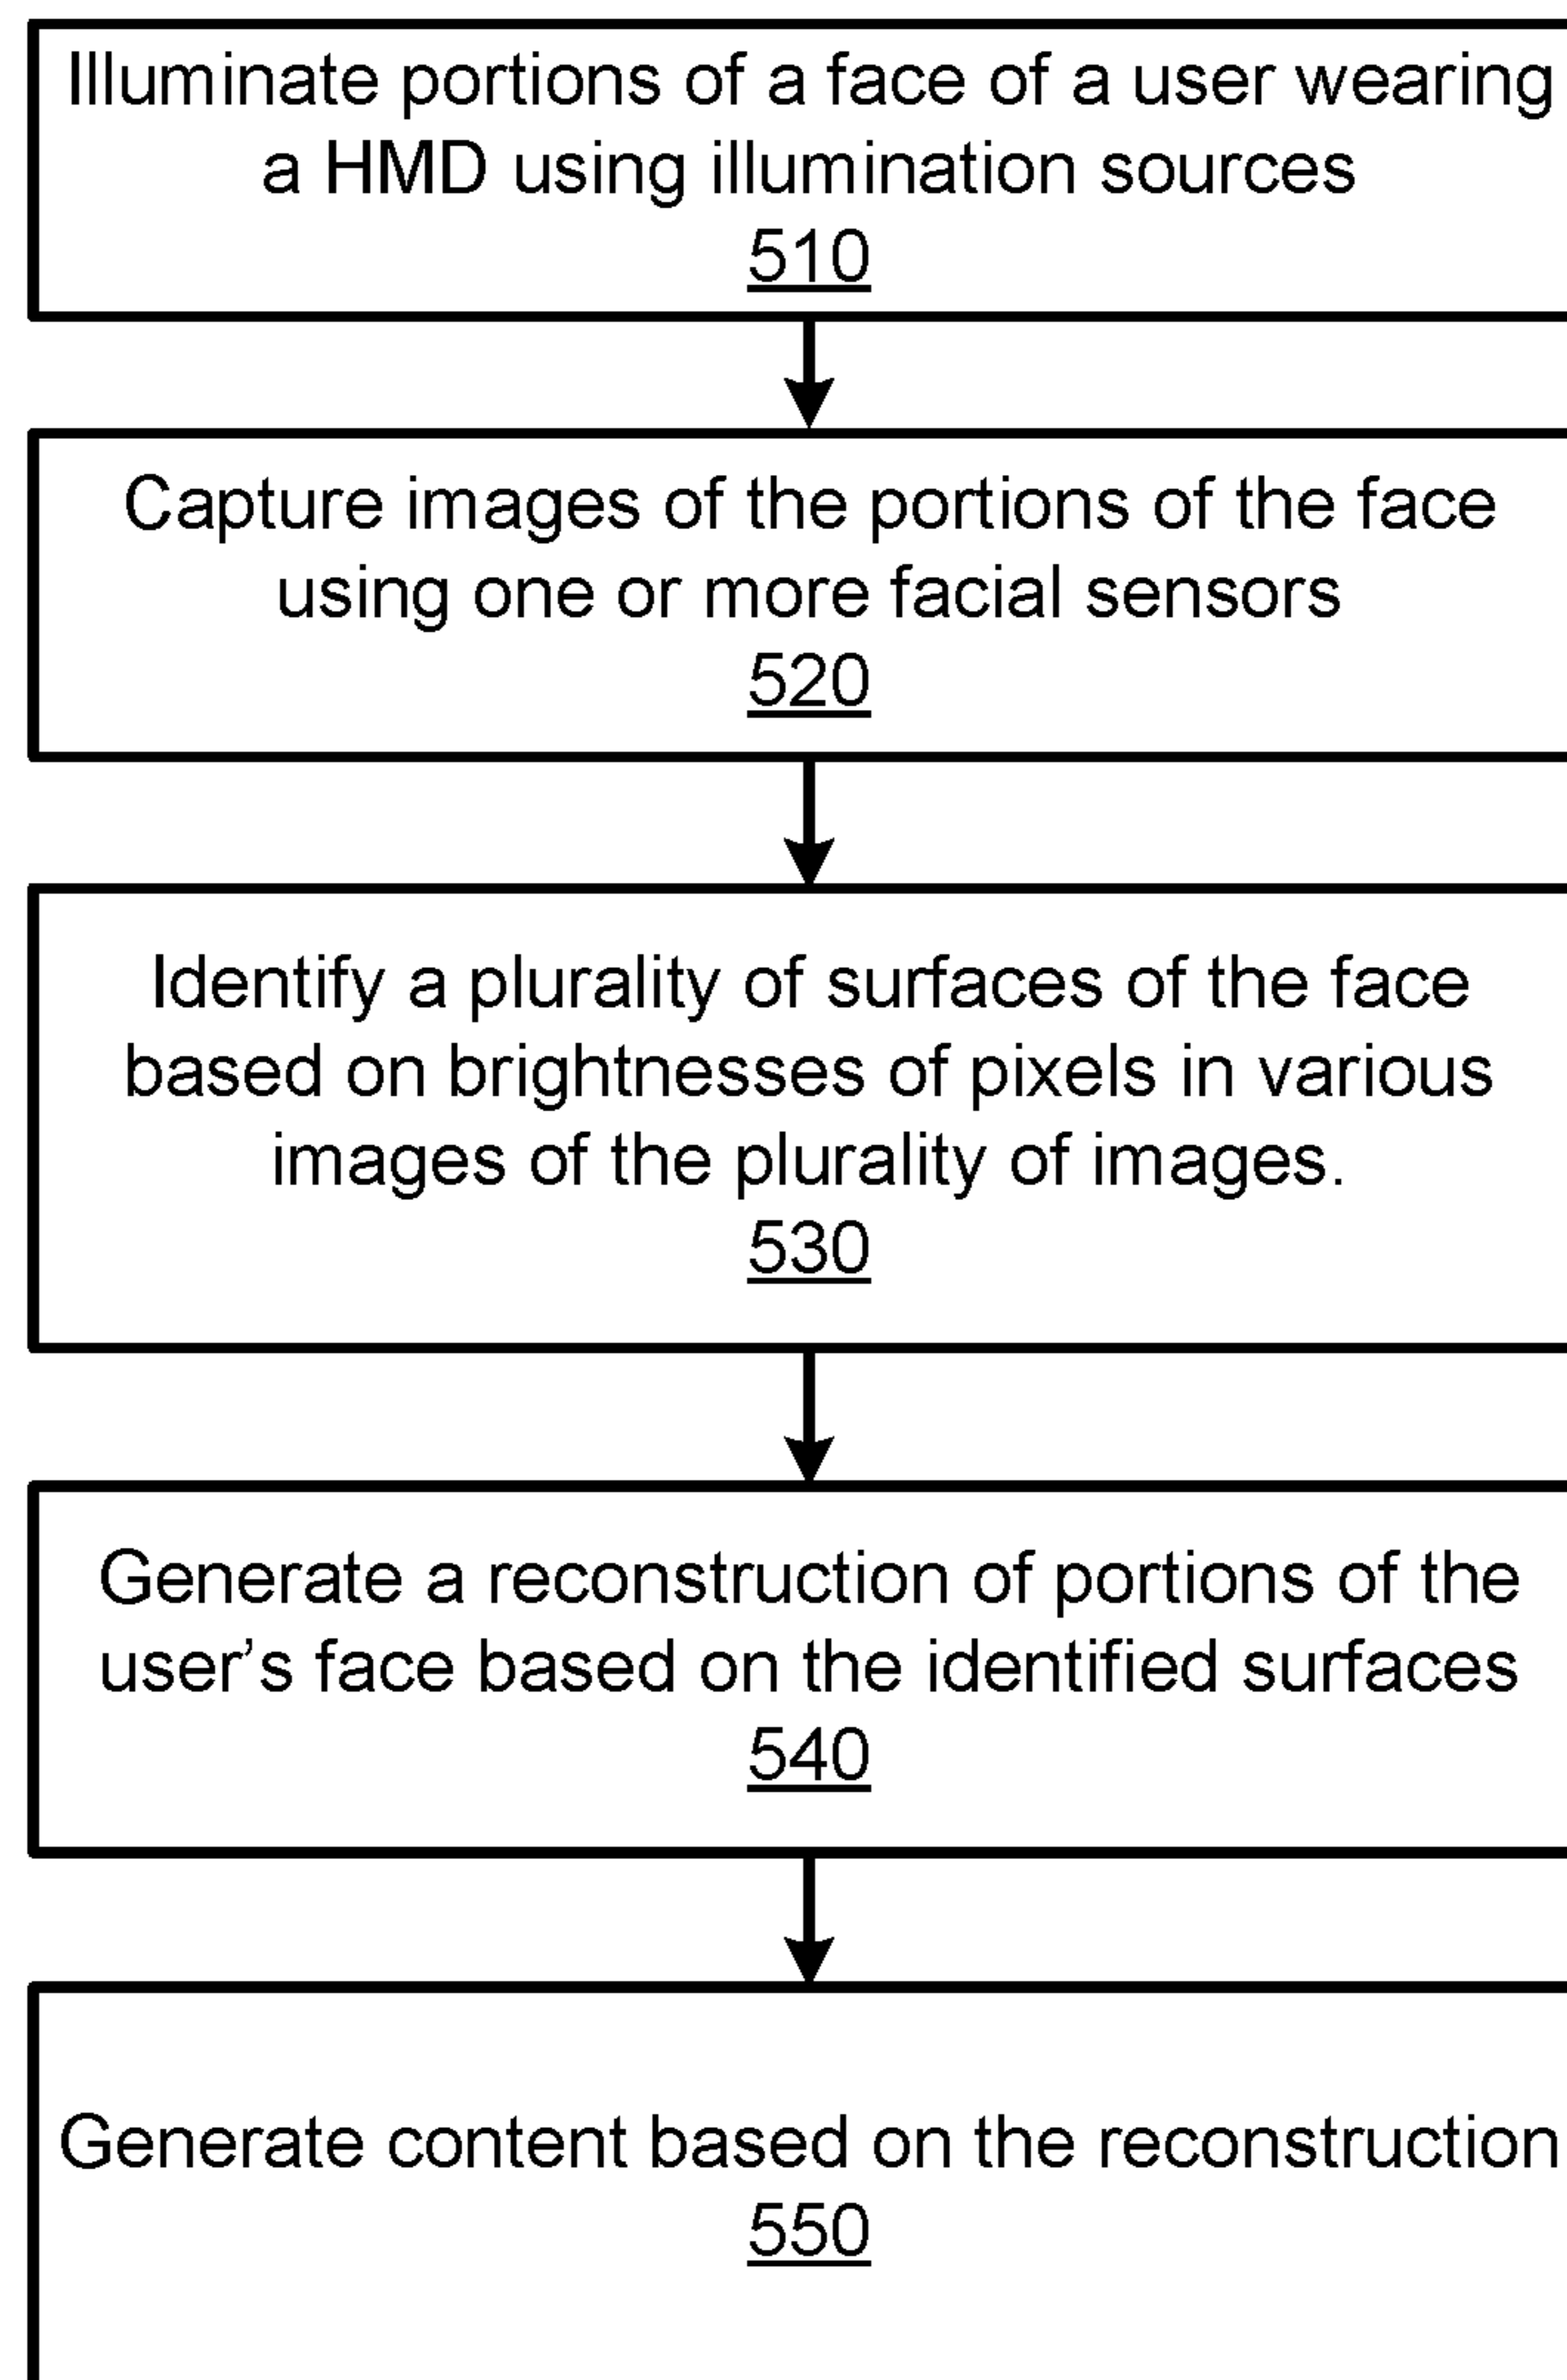 Illuminate portions of a face of a user wearing
a HMD using illumination sources
510
Capture images of the portions of the face
using one or more facial sensors
520
Identify a plurality of surfaces of the face
based on brightnesses of pixels in various
images of the plurality of images.
530
Generate a reconstruction of portions of the
user’s face based on the identified surfaces
540
Generate content based on the reconstruction
550